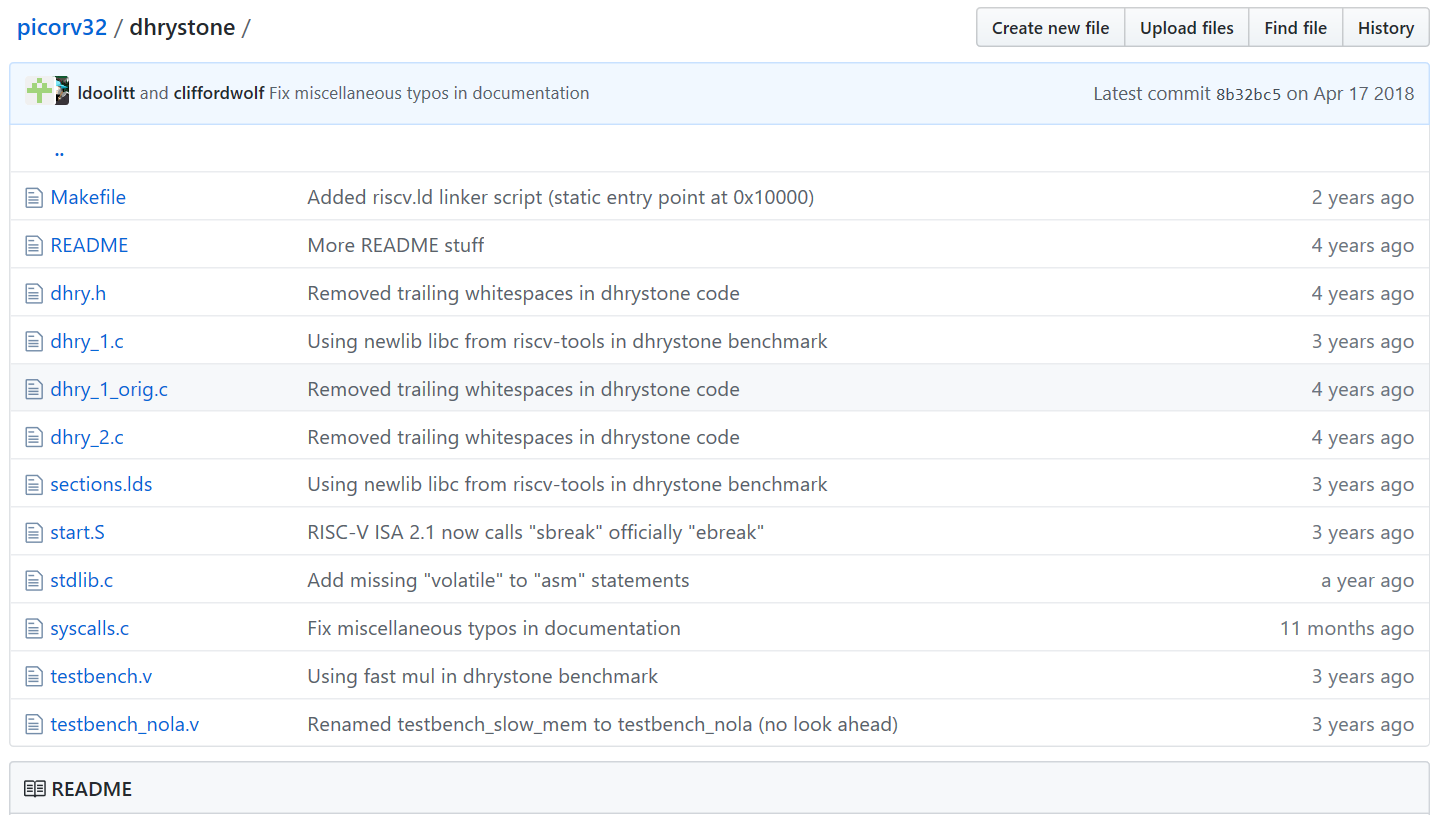 picorv32 / dhrystone / Create new file Upload files Find file History
ldoolitt and cliffordwolf Fix miscellaneous typos in documentation Latest commit 8b32bc5 on Apr 17 2018
..
Makefile Added riscv.ld linker script (static entry point at 0x10000) 2 years ago
README More README stuff 4 years ago
dhry.h Removed trailing whitespaces in dhrystone code 4 years ago
dhry_1.c Using newlib libc from riscv-tools in dhrystone benchmark 3 years ago
dhry_1_orig.c Removed trailing whitespaces in dhrystone code 4 years ago
dhry_2.c Removed trailing whitespaces in dhrystone code 4 years ago
sections.lds Using newlib libc from riscv-tools in dhrystone benchmark 3 years ago
start.S RISC-V ISA 2.1 now calls "sbreak" officially "ebreak" 3 years ago
stdlib.c Add missing "volatile" to "asm" statements a year ago
syscalls.c Fix miscellaneous typos in documentation 11 months ago
testbench.v Using fast mul in dhrystone benchmark 3 years ago
testbench_nola.v Renamed testbench_slow_mem to testbench_nola (no look ahead) 3 years ago
README